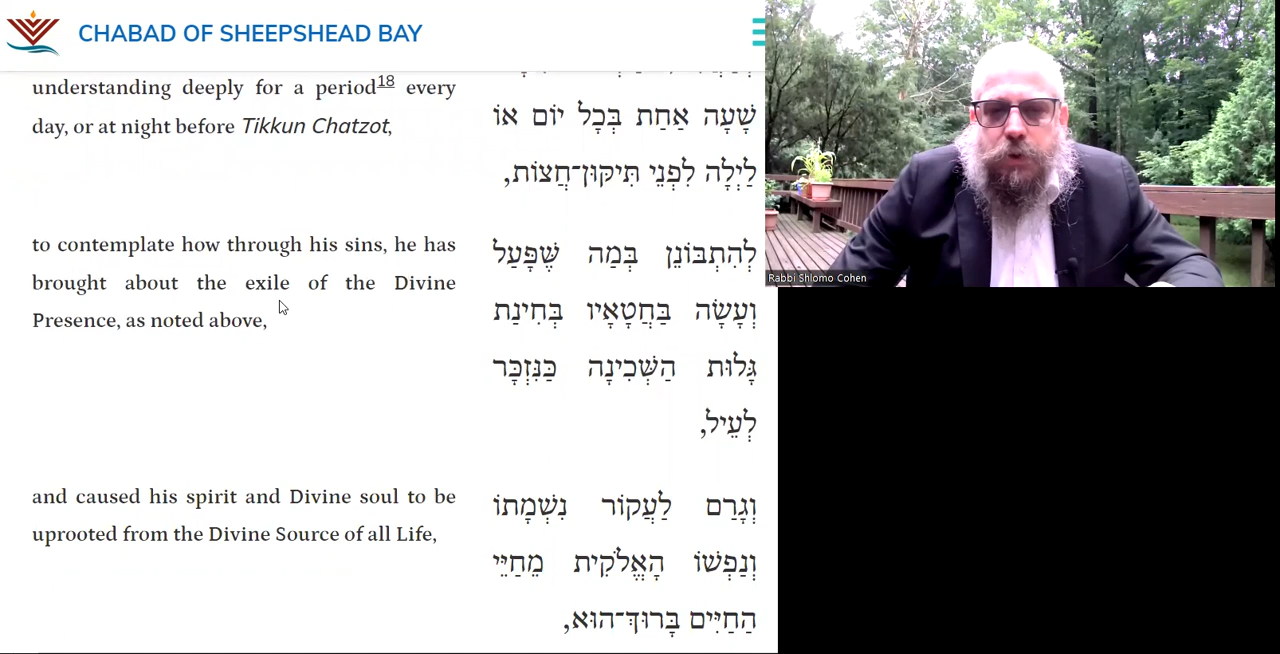 CHABAD OF SHEEPSHEAD BAY
understanding deeply for a period18 every
day, or at night before Tikkun Chatzot,
שָׁעָה אַחַת בְּכָל יוֹם אוֹ
לַיְלָה לִפְנֵי תִּיקּוּן־חֲצוֹת,
to contemplate how through his sins, he has
brought about the exile of the Divine
Presence, as noted above,
לְהִתְבּוֹנֵן בְּמַה שֶּׁפָּעַל
וְעָשָׂה בַּחֲטָאָיו בְּחִינַת
גָּלוּת הַשְּׁכִינָה כַּנִּזְכָּר
לְעֵיל,
and caused his spirit and Divine soul to be
uprooted from the Divine Source of all Life,
וְגָרַם לַעֲקוֹר נִשְׁמָתוֹ
וְנַפְשׁוֹ הָאֱלֹקִית מֵחַיֵּי
הַחַיִּים בָּרוּךְ־הוּא,
Rabbi Shlomo Cohen